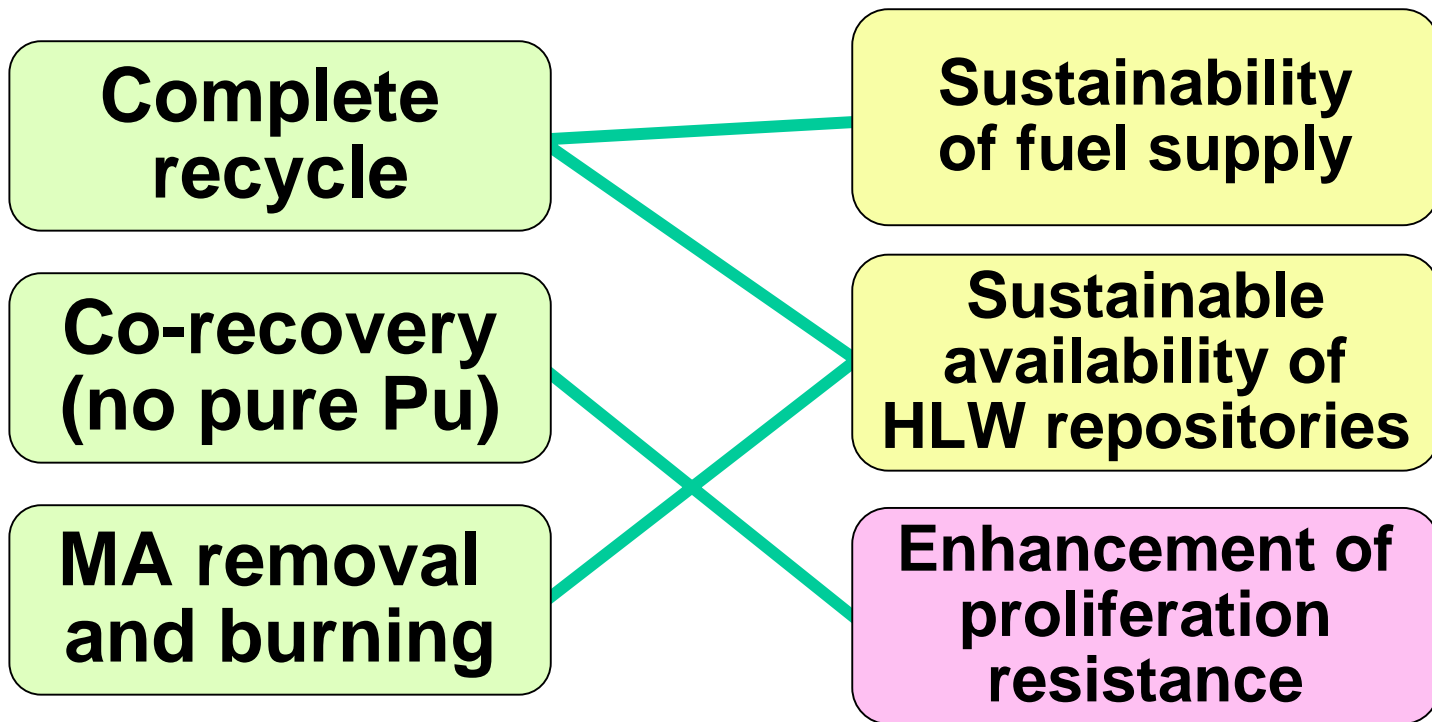 Complete
recycle
Co-recovery
(no pure Pu)
MA removal
and burning
Sustainability
of fuel supply
Sustainable
availability of
HLW repositories
Enhancement of
proliferation
resistance